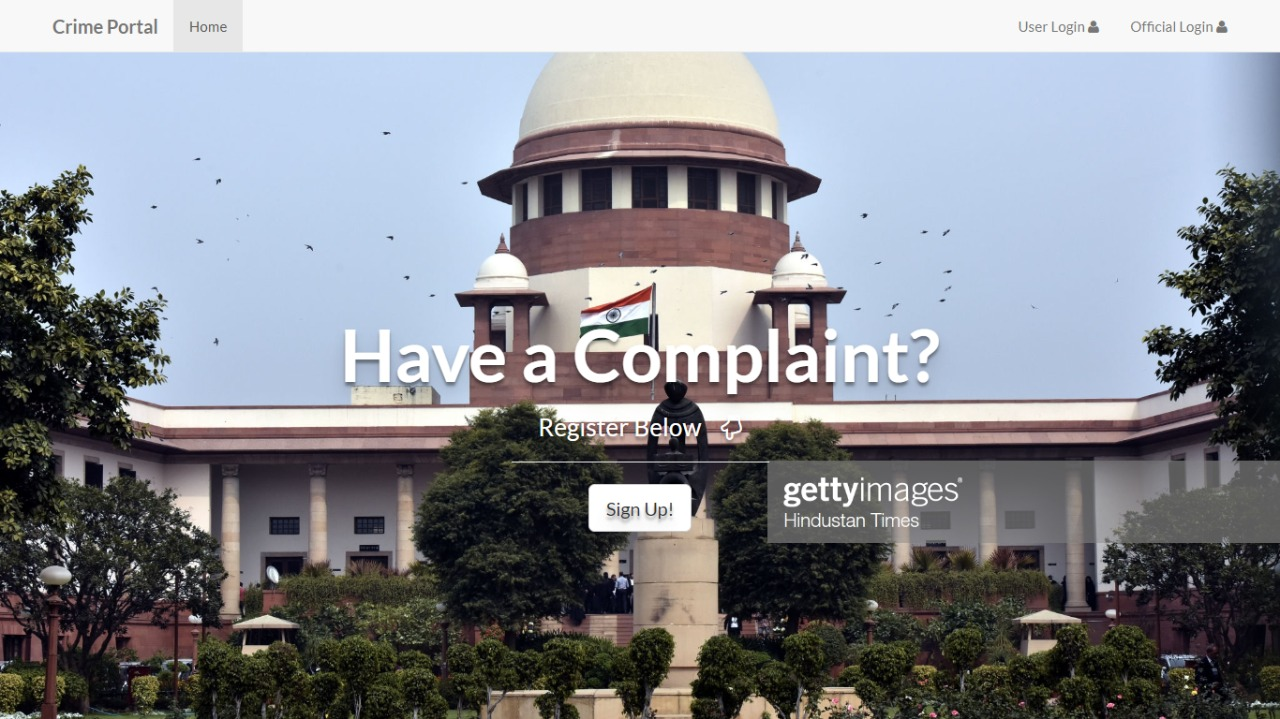 Crime Portal Home User Login Official Login
Have a Complaint?
Register Below
Sign Up!
gettyimages®
Hindustan Times